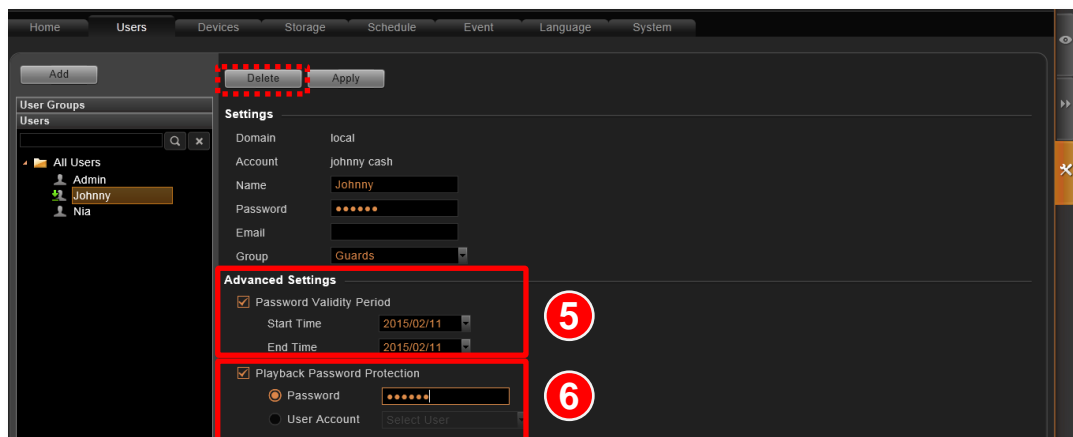 Home Users Devices Storage Schedule Event Language System
Add
Delete Apply
User Groups
Users
All Users
Admin
Johnny
Nia
Settings
Domain local
Account johnny cash
Name Johnny
Password ●●●●●●
Email
Group Guards
Advanced Settings
Password Validity Period
Start Time 2015/02/11
End Time 2015/02/11
5
Playback Password Protection
Password ●●●●●●
User Account Select User
6